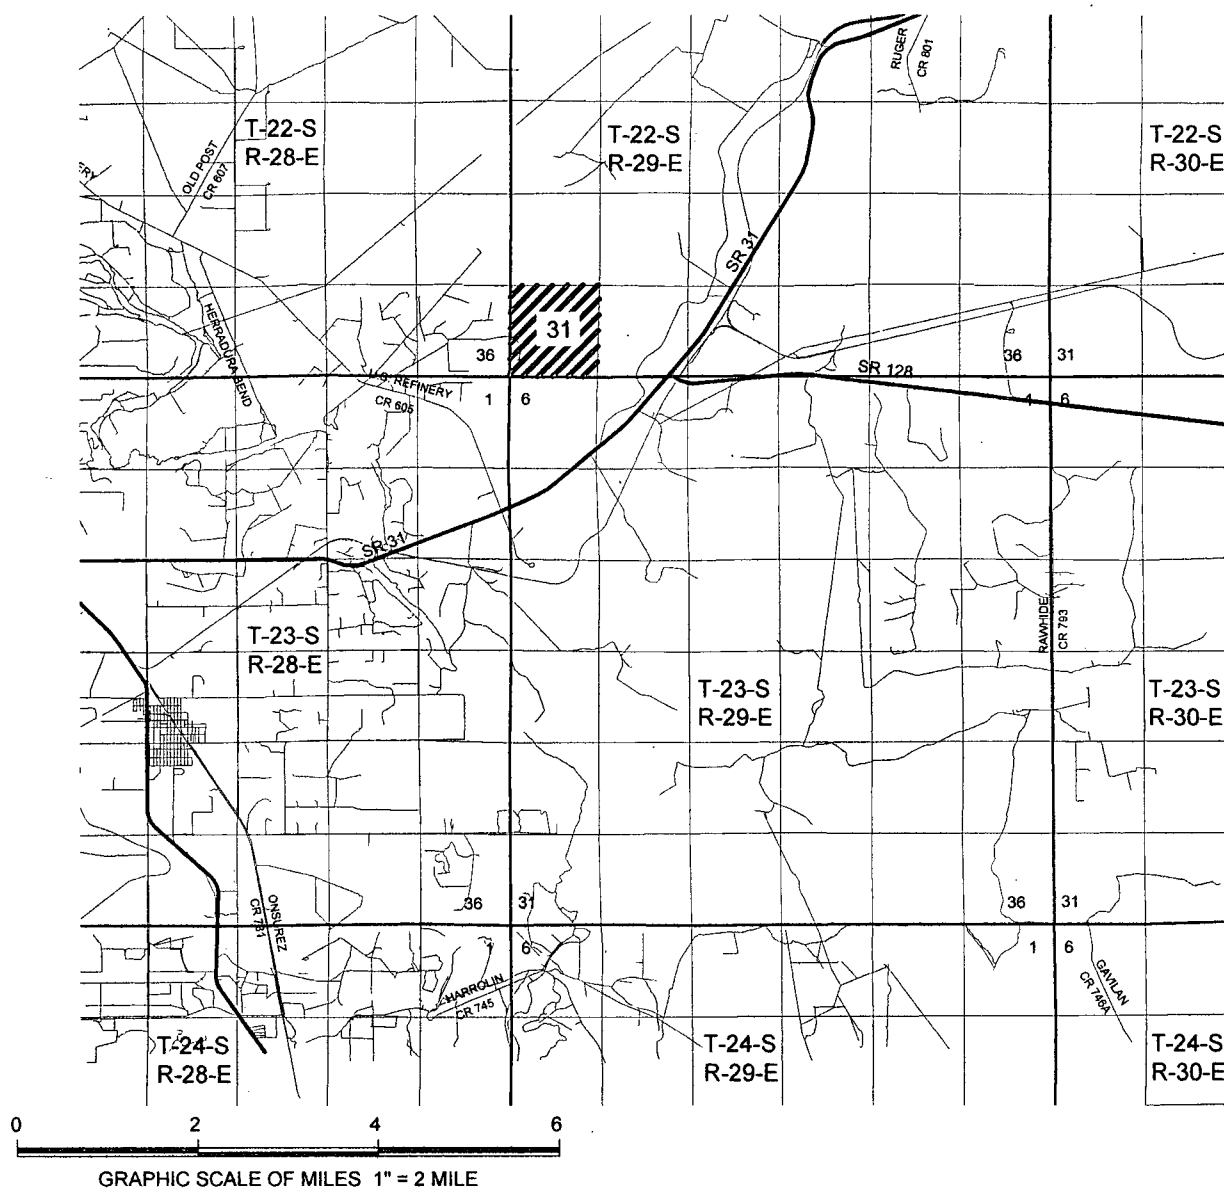 RUGER
CR 801
T-22-S
R-28-E
T-22-S
R-29-E
T-22-S
R-30-E
OLD POST
CR 607
SR 31
HERRADURA BEND
31
36
36
31
SR 128
U.S. REFINERY
CR 605
1
6
1
6
SR 31
RAWHIDE
CR 793
T-23-S
R-28-E
T-23-S
R-29-E
T-23-S
R-30-E
36
31
36
31
ONSUREZ
CR 731
1
6
1
6
HARROLIN
CR 745
GAVILAN
CR 746A
T-24-S
R-28-E
T-24-S
R-29-E
T-24-S
R-30-E
0 2 4 6
GRAPHIC SCALE OF MILES 1" = 2 MILE